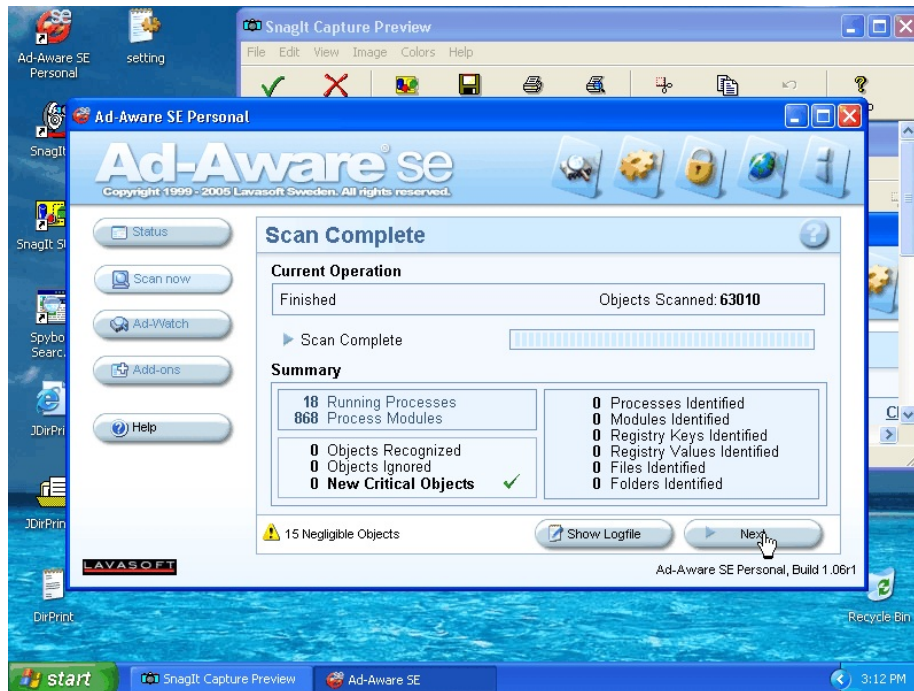 Ad-Aware SE
Personal
setting
SnagIt Capture Preview
File Edit View Image Colors Help
SnagIt
SnagIt
Spybo
Searc
JDirPri
JDirPrin
DirPrint
Recycle Bin
Ad-Aware SE Personal
Ad-Aware® SE
Copyright 1999 - 2005 Lavasoft Sweden. All rights reserved.
Status
Scan now
Ad-Watch
Add-ons
Help
Scan Complete
Current Operation
Finished Objects Scanned: 63010
Scan Complete
Summary
18 Running Processes
868 Process Modules
0 Objects Recognized
0 Objects Ignored
0 New Critical Objects
0 Processes Identified
0 Modules Identified
0 Registry Keys Identified
0 Registry Values Identified
0 Files Identified
0 Folders Identified
15 Negligible Objects
Show Logfile
Next
LAVASOFT
Ad-Aware SE Personal, Build 1.06r1
start
SnagIt Capture Preview
Ad-Aware SE
3:12 PM